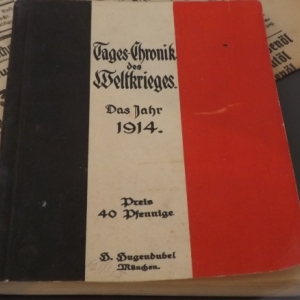 Tages-Chronik
des
Weltkrieges.
Das Jahr
1914.
Preis
40 Pfennige
H. Hugendubel
München.